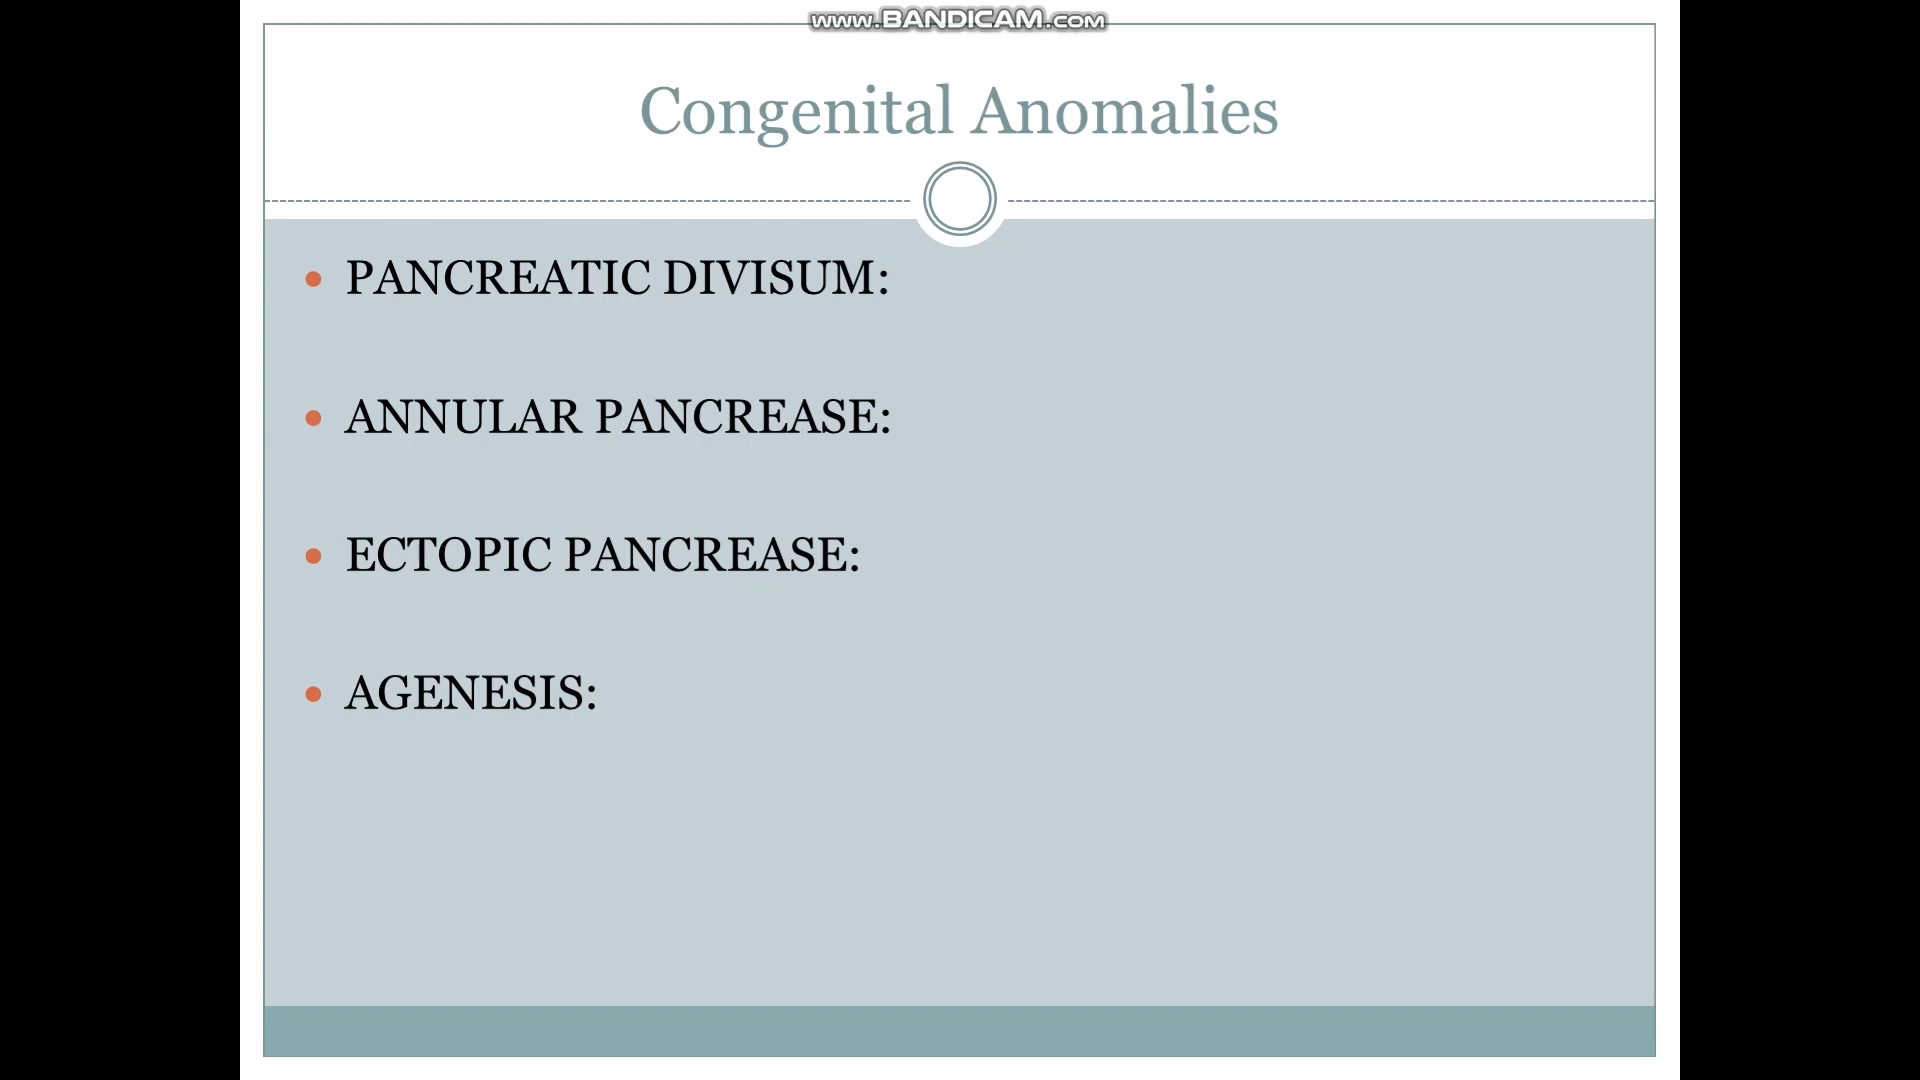 www.BANDICAM.com
Congenital Anomalies
• PANCREATIC DIVISUM:
• ANNULAR PANCREASE:
• ECTOPIC PANCREASE:
• AGENESIS: